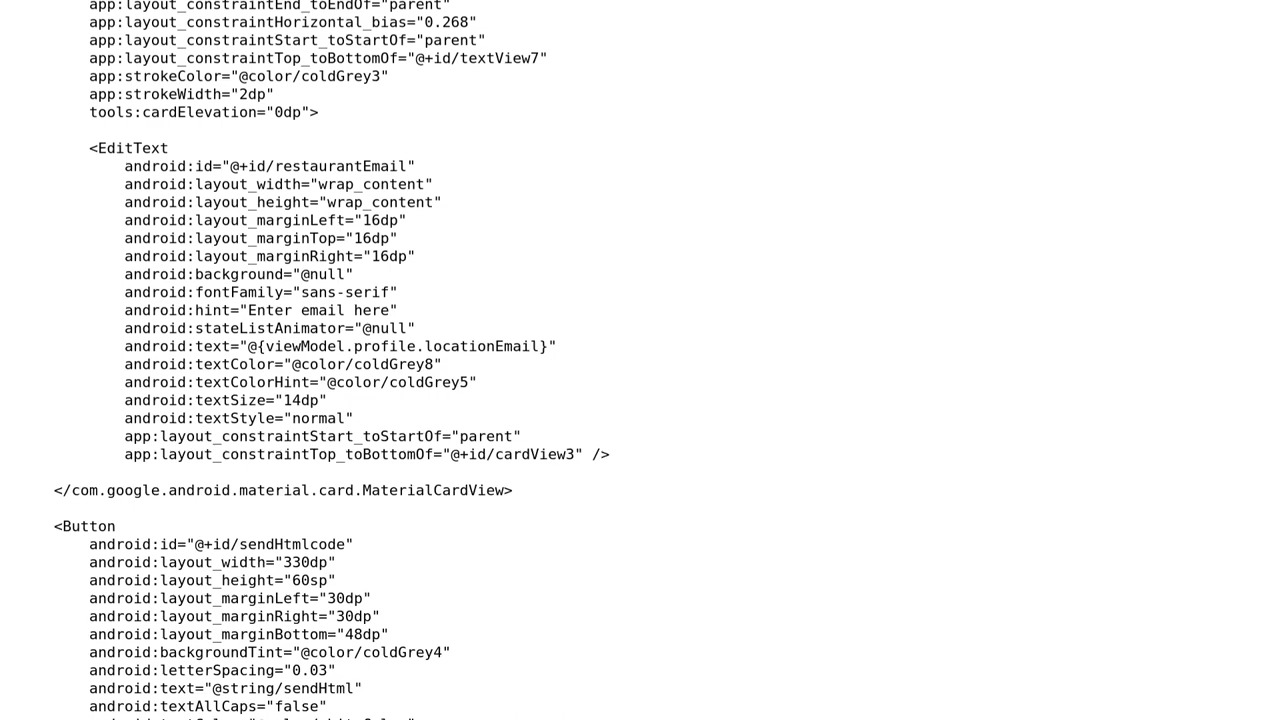 app:layout_constraintEnd_toEndOf="parent"
app:layout_constraintHorizontal_bias="0.268"
app:layout_constraintStart_toStartOf="parent"
app:layout_constraintTop_toBottomOf="@+id/textView7"
app:strokeColor="@color/coldGrey3"
app:strokeWidth="2dp"
tools:cardElevation="0dp">
<EditText
android:id="@+id/restaurantEmail"
android:layout_width="wrap_content"
android:layout_height="wrap_content"
android:layout_marginLeft="16dp"
android:layout_marginTop="16dp"
android:layout_marginRight="16dp"
android:background="@null"
android:fontFamily="sans-serif"
android:hint="Enter email here"
android:stateListAnimator="@null"
android:text="@{viewModel.profile.locationEmail}"
android:textColor="@color/coldGrey8"
android:textColorHint="@color/coldGrey5"
android:textSize="14dp"
android:textStyle="normal"
app:layout_constraintStart_toStartOf="parent"
app:layout_constraintTop_toBottomOf="@+id/cardView3" />
</com.google.android.material.card.MaterialCardView>
<Button
android:id="@+id/sendHtmlcode"
android:layout_width="330dp"
android:layout_height="60sp"
android:layout_marginLeft="30dp"
android:layout_marginRight="30dp"
android:layout_marginBottom="48dp"
android:backgroundTint="@color/coldGrey4"
android:letterSpacing="0.03"
android:text="@string/sendHtml"
android:textAllCaps="false"